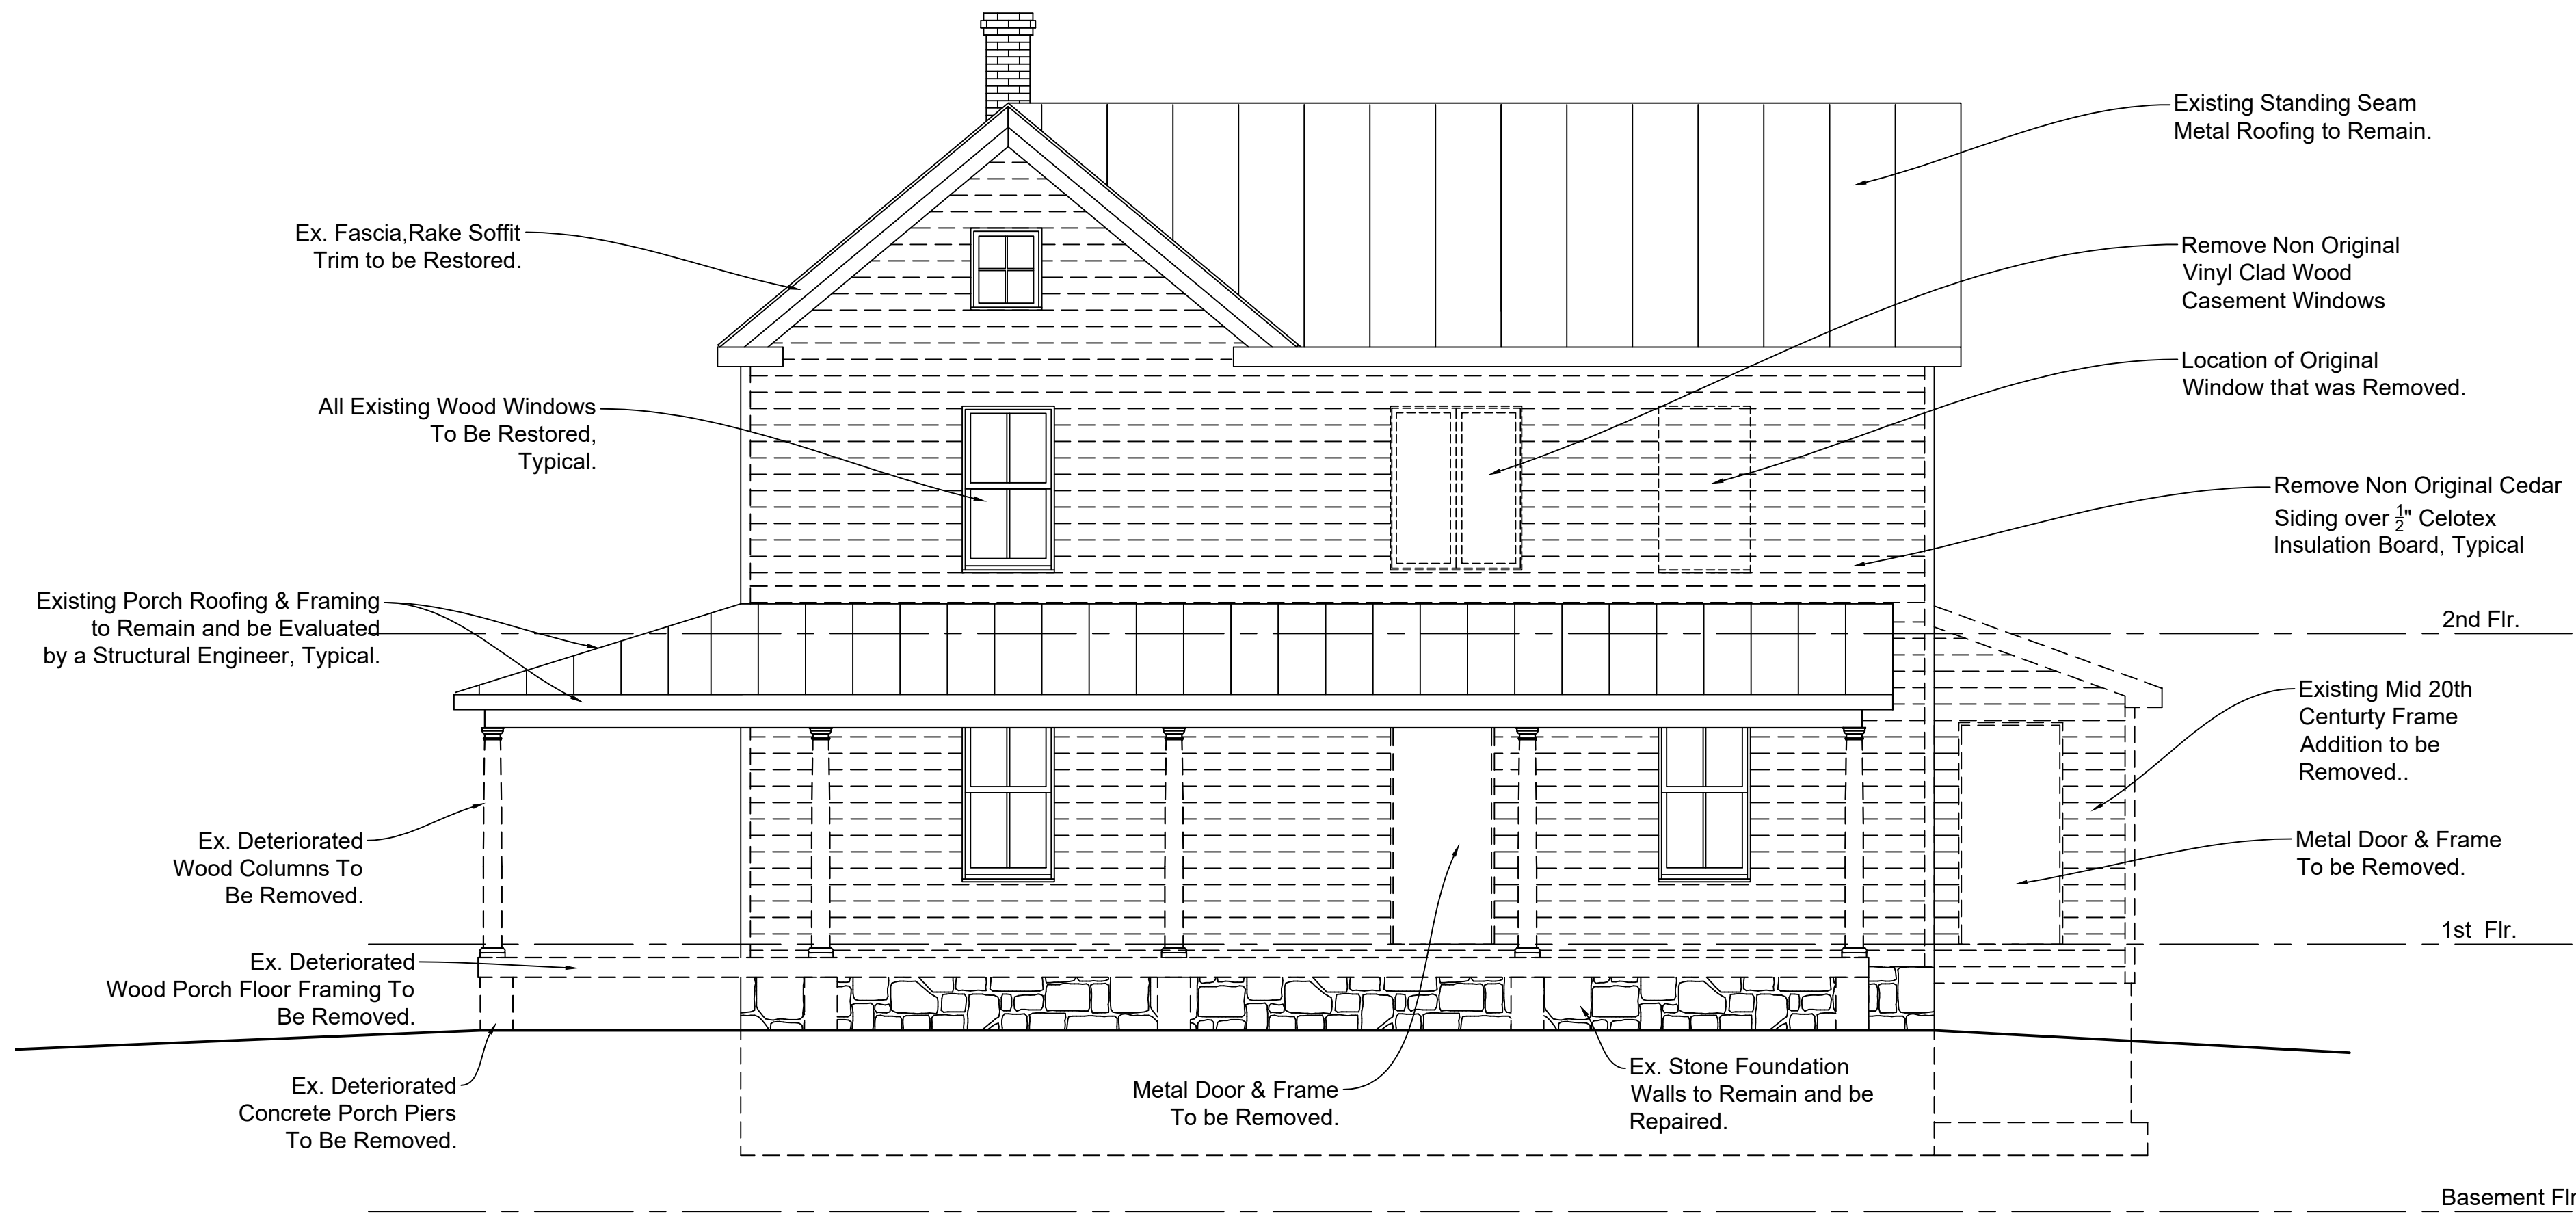 Existing Standing Seam
Metal Roofing to Remain.
Ex. Fascia,Rake Soffit
Trim to be Restored.
Remove Non Original
Vinyl Clad Wood
Casement Windows
Location of Original
Window that was Removed.
All Existing Wood Windows
To Be Restored,
Typical.
Remove Non Original Cedar
Siding over 1/2" Celotex
Insulation Board, Typical
Existing Porch Roofing & Framing
to Remain and be Evaluated
by a Structural Engineer, Typical.
2nd Flr.
Existing Mid 20th
Centurty Frame
Addition to be
Removed..
Ex. Deteriorated
Wood Columns To
Be Removed.
Metal Door & Frame
To be Removed.
1st Flr.
Ex. Deteriorated
Wood Porch Floor Framing To
Be Removed.
Ex. Deteriorated
Concrete Porch Piers
To Be Removed.
Metal Door & Frame
To be Removed.
Ex. Stone Foundation
Walls to Remain and be
Repaired.
Basement Flr